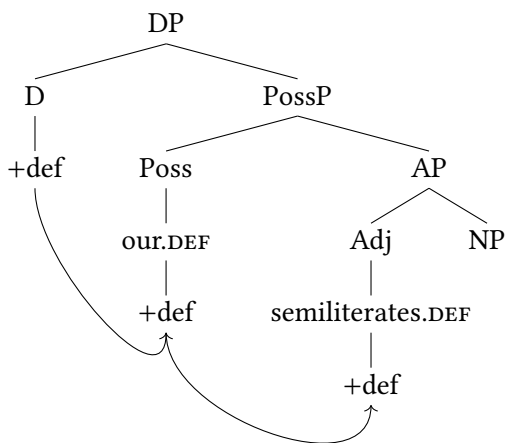 DP
D PossP
+def Poss AP
our.DEF Adj NP
+def semiliterates.DEF
+def